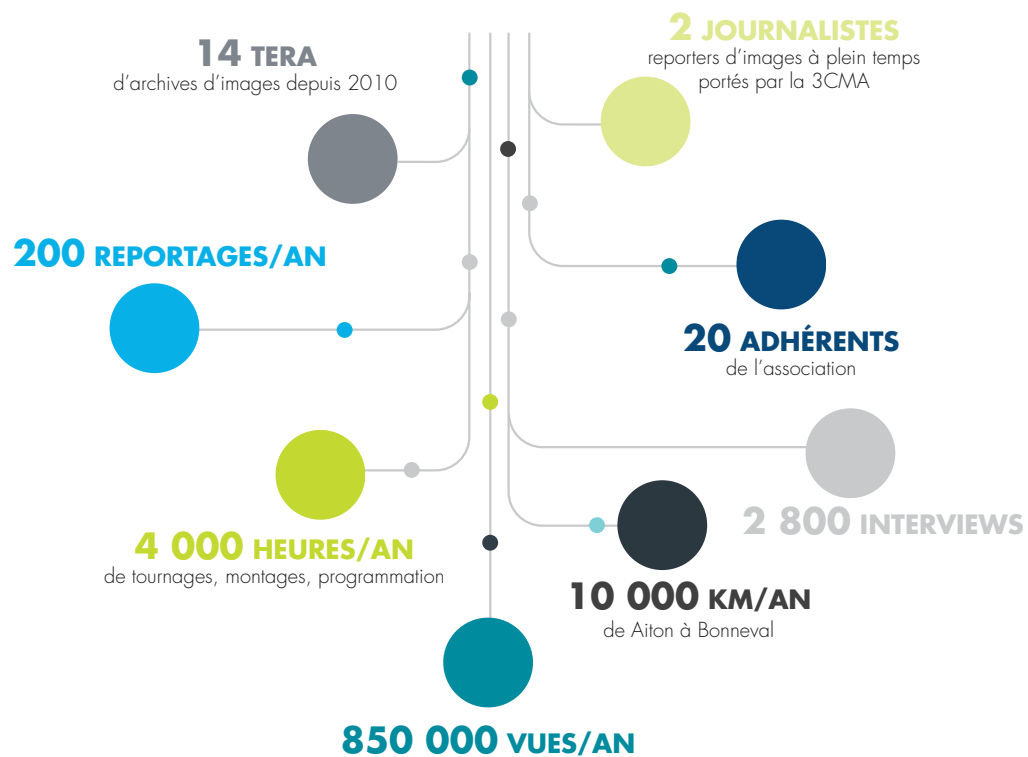 2 JOURNALISTES
reporters d'images à plein temps
portés par la 3CMA
14 TERA
d'archives d'images depuis 2010
200 REPORTAGES/AN
20 ADHÉRENTS
de l'association
2 800 INTERVIEWS
4 000 HEURES/AN
de tournages, montages, programmation
10 000 KM/AN
de Aiton à Bonneval
850 000 VUES/AN